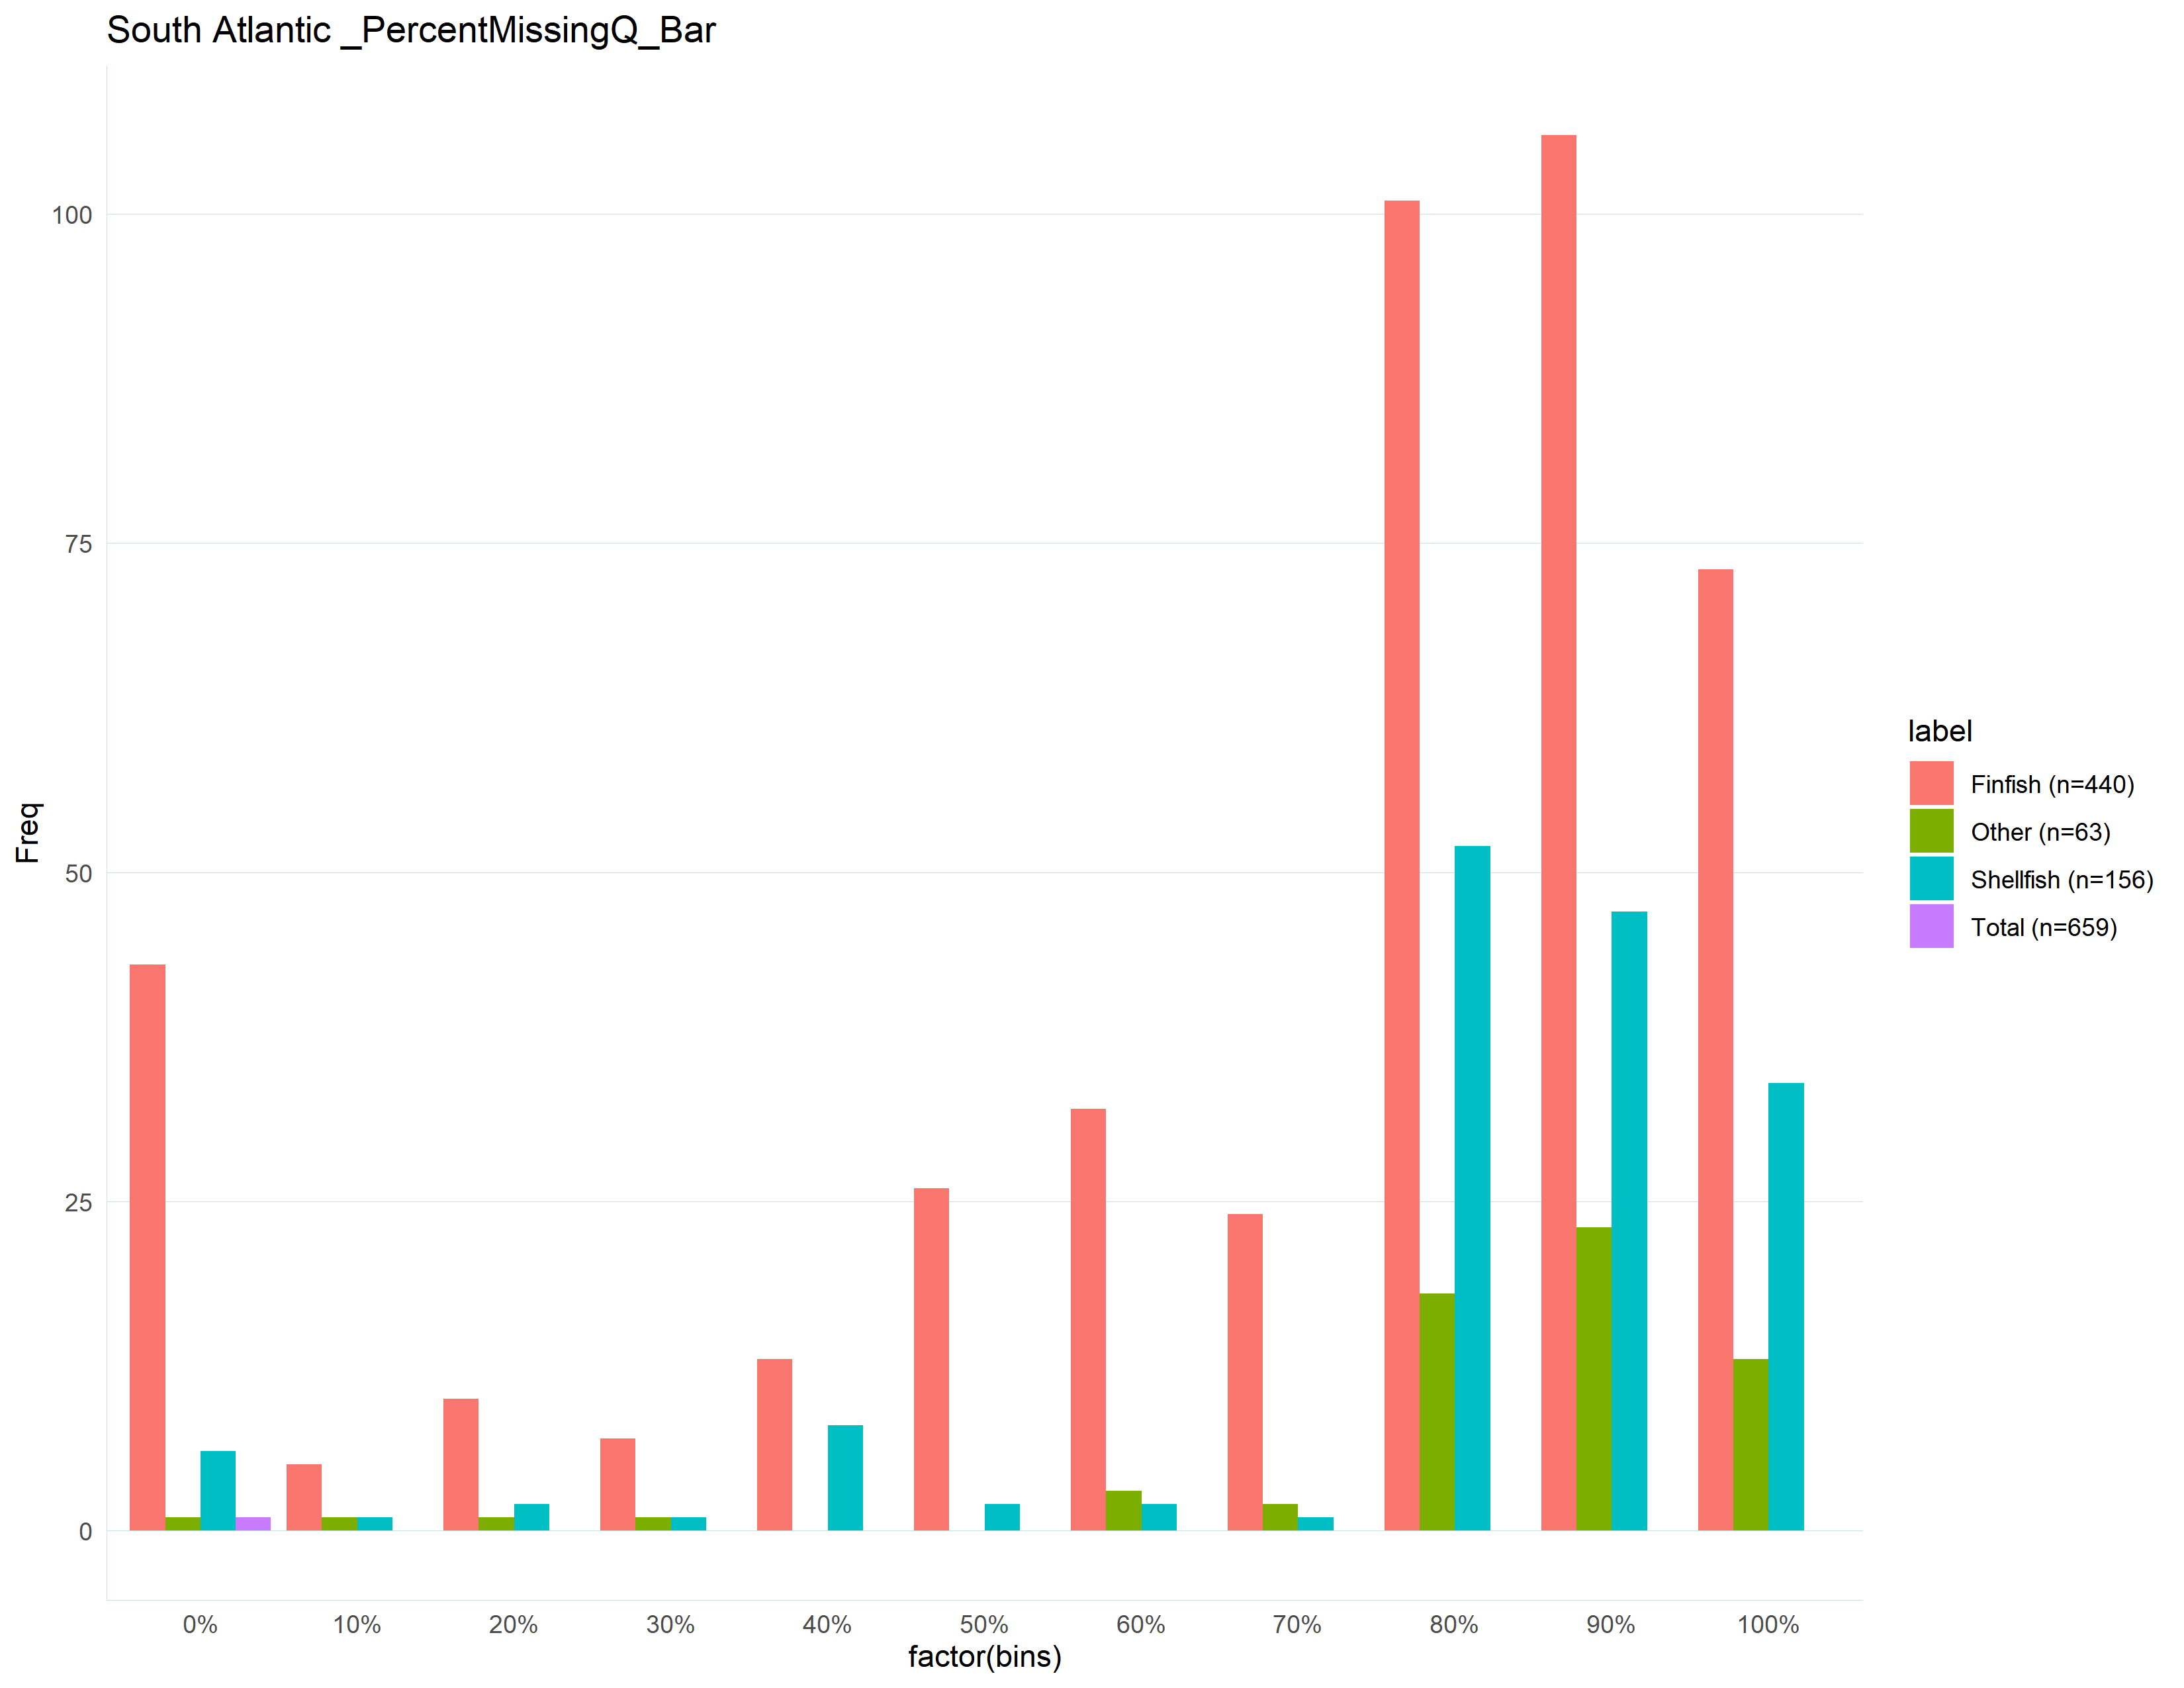 South Atlantic _PercentMissingQ_Bar
Freq
100
75
50
25
0
0% 10% 20% 30% 40% 50% 60% 70% 80% 90% 100%
factor(bins)
label
Finfish (n=440)
Other (n=63)
Shellfish (n=156)
Total (n=659)